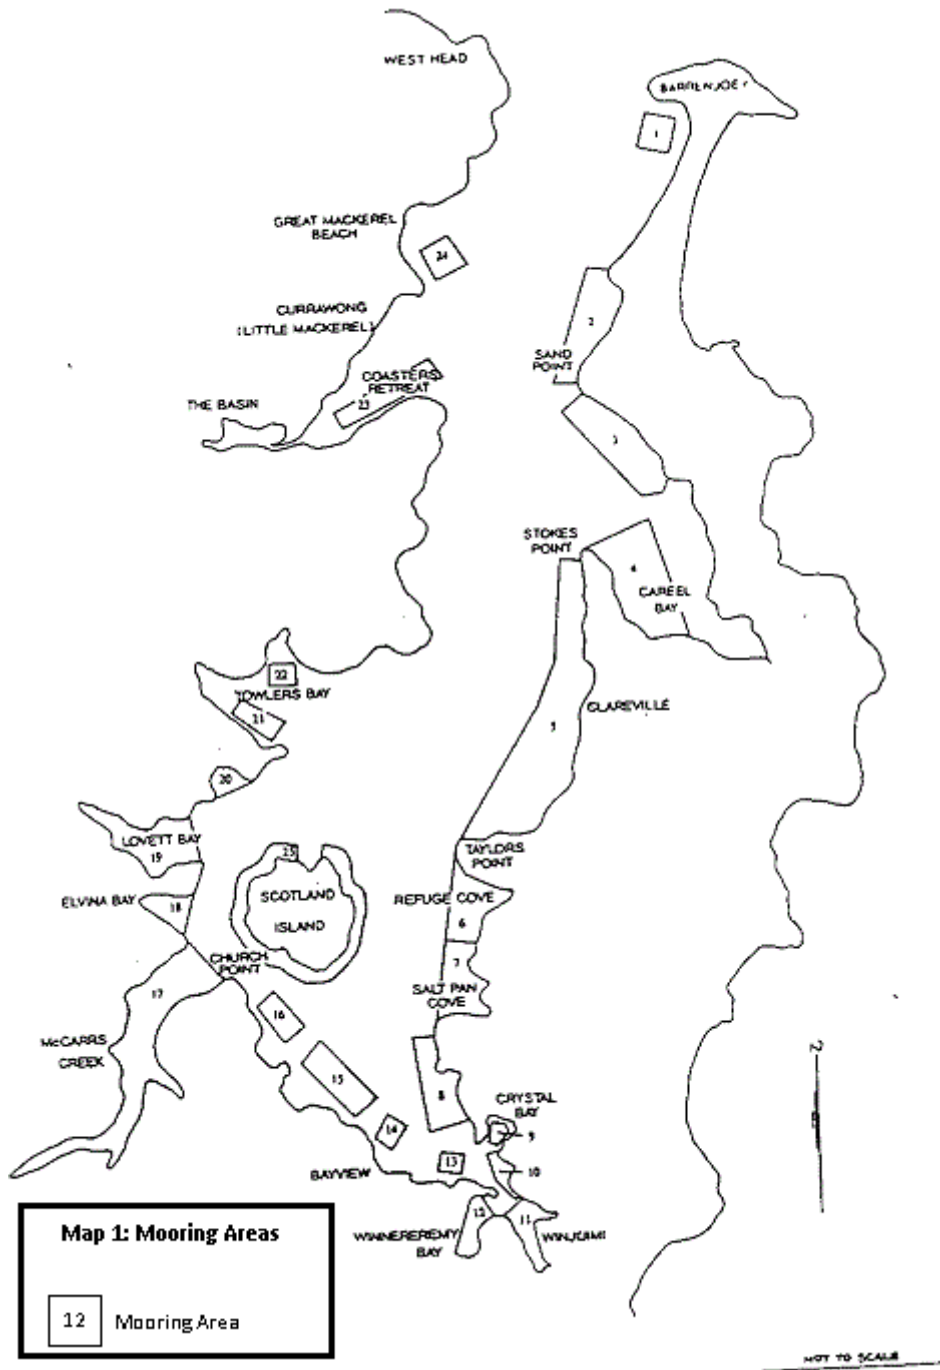 WEST HEAD
BARRENJOEY
1
GREAT MACKEREL
BEACH
24
CURRAWONG
(LITTLE MACKEREL)
2
SAND
POINT
COASTERS
RETREAT
23
THE BASIN
3
STOKES
POINT
4
CAREEL
BAY
22
TOWLERS BAY
21
CLAREVILLE
5
20
LOVETT BAY
19
25
TAYLORS
POINT
SCOTLAND
ISLAND
REFUGE COVE
6
ELVINA BAY
18
CHURCH
POINT
7
SALT PAN
COVE
17
16
McCARRS
CREEK
15
8
CRYSTAL
BAY
9
14
13
10
BAYVIEW
12
11
WINNEREREMY
BAY
WINJIMI
Map 1: Mooring Areas
12 Mooring Area
NOT TO SCALE